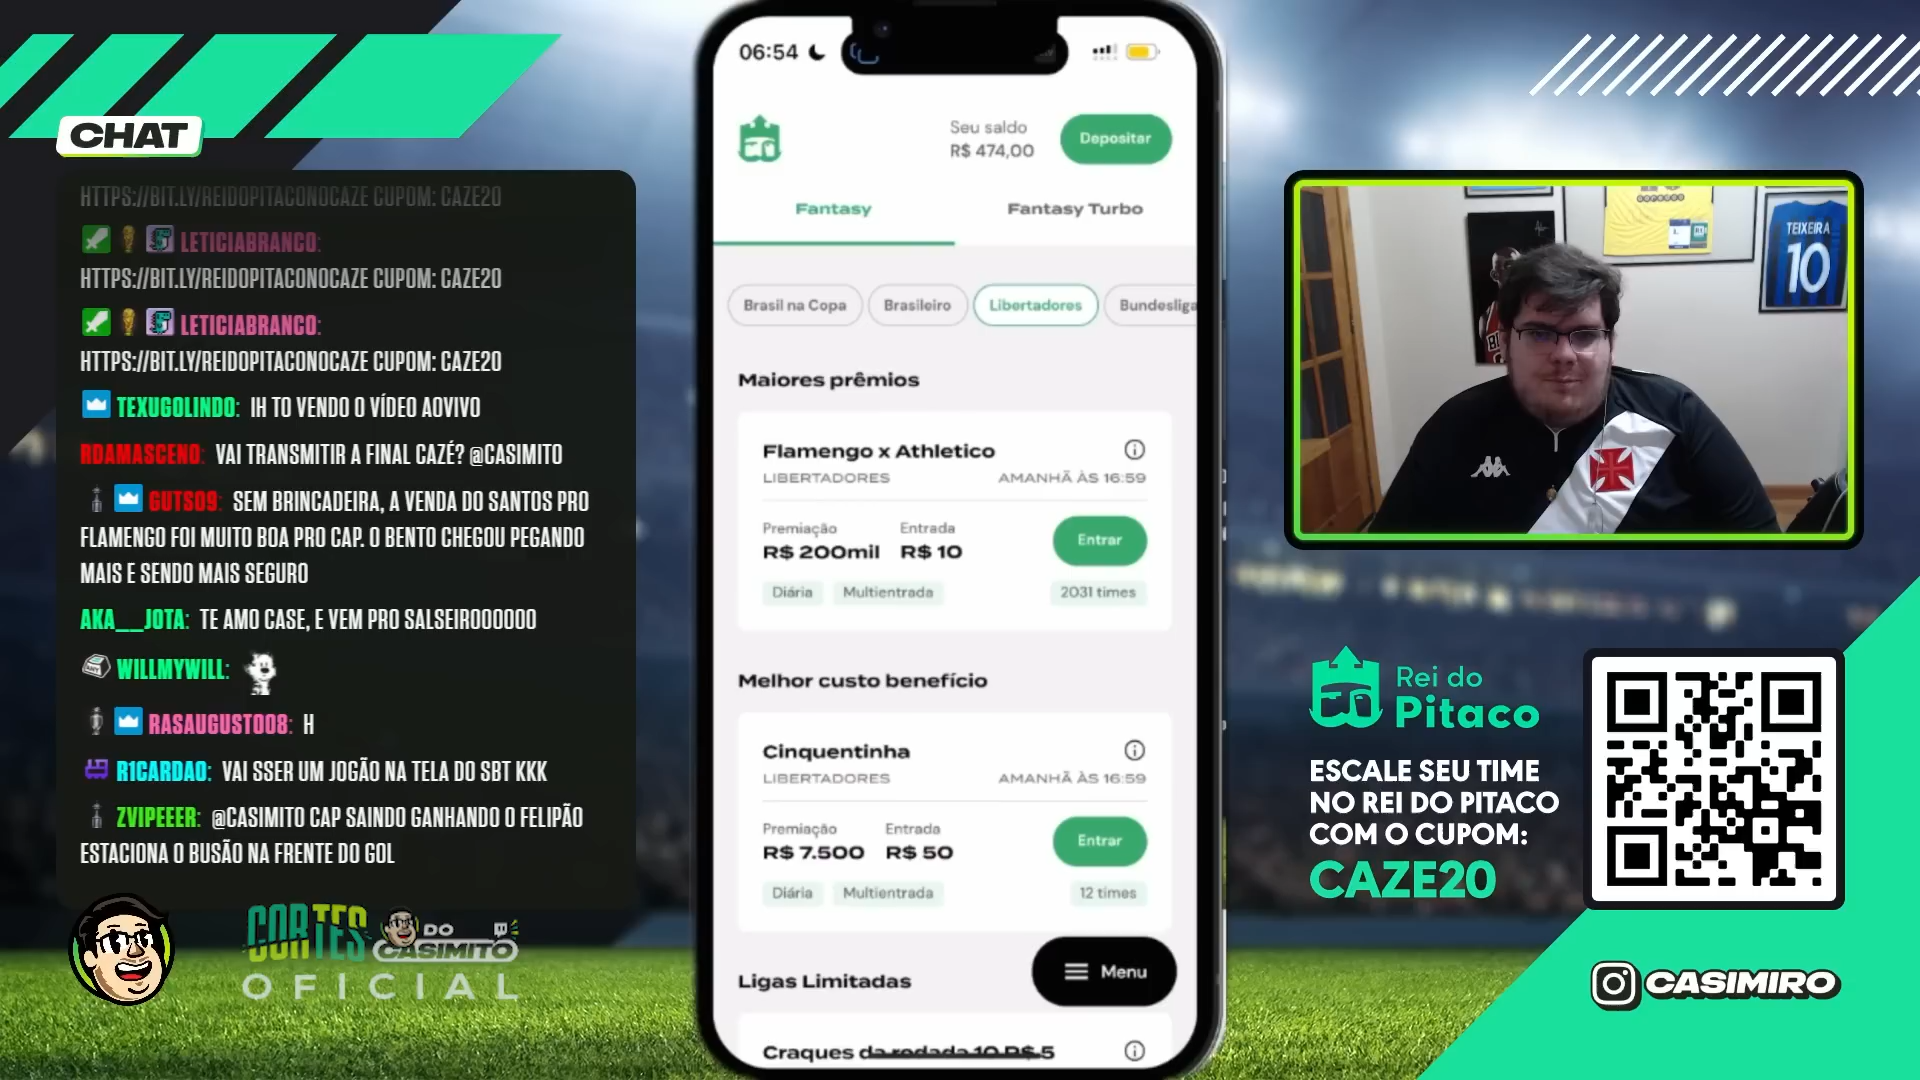 CHAT
HTTPS://BIT.LY/REIDOPITACONOCAZE CUPOM: CAZE20
LETICIABRANCO:
HTTPS://BIT.LY/REIDOPITACONOCAZE CUPOM: CAZE20
LETICIABRANCO:
HTTPS://BIT.LY/REIDOPITACONOCAZE CUPOM: CAZE20
TEXUGOLINDO: IH TO VENDO O VÍDEO AOVIVO
RDAMASCENO: VAI TRANSMITIR A FINAL CAZÉ? @CASIMITO
GUTS09: SEM BRINCADEIRA, A VENDA DO SANTOS PRO
FLAMENGO FOI MUITO BOA PRO CAP. O BENTO CHEGOU PEGANDO
MAIS E SENDO MAIS SEGURO
AKA__JOTA: TE AMO CASE, E VEM PRO SALSEIROOOOOO
WILLMYWILL:
RASAUGUSTO08: H
R1CARDAO: VAI SSER UM JOGÃO NA TELA DO SBT KKK
ZVIPEEER: @CASIMITO CAP SAINDO GANHANDO O FELIPÃO
ESTACIONA O BUSÃO NA FRENTE DO GOL
CORTES DO
CASIMITO
OFICIAL
06:54
Seu saldo
R$ 474,00
Depositar
Fantasy
Fantasy Turbo
Brasil na Copa
Brasileiro
Libertadores
Bundesliga
Maiores prêmios
Flamengo x Athletico
LIBERTADORES
AMANHÃ ÀS 16:59
Premiação
Entrada
R$ 200mil
R$ 10
Entrar
Diária
Multientrada
2031 times
Melhor custo benefício
Cinquentinha
LIBERTADORES
AMANHÃ ÀS 16:59
Premiação
Entrada
R$ 7.500
R$ 50
Entrar
Diária
Multientrada
12 times
Ligas Limitadas
Menu
Craques da rodada 10 R$ 5
TEIXEIRA
10
Rei do
Pitaco
ESCALE SEU TIME
NO REI DO PITACO
COM O CUPOM:
CAZE20
CASIMIRO